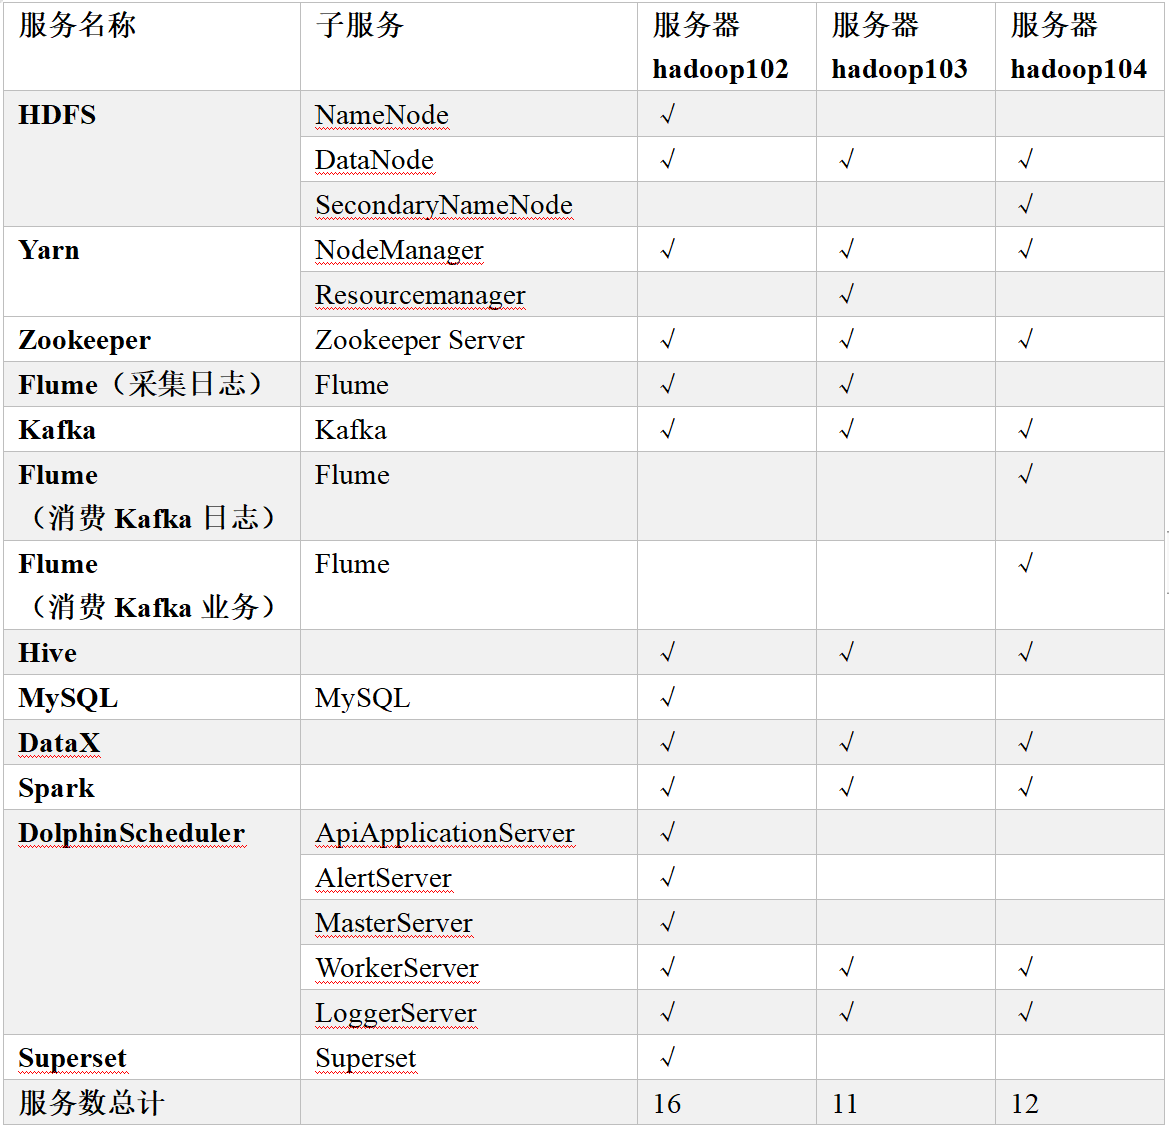 服务名称 子服务 服务器 服务器 服务器
hadoop102 hadoop103 hadoop104
HDFS NameNode √
DataNode √ √ √
SecondaryNameNode √
Yarn NodeManager √ √ √
Resourcemanager √
Zookeeper Zookeeper Server √ √ √
Flume（采集日志） Flume √ √
Kafka Kafka √ √ √
Flume Flume √
（消费 Kafka 日志）
Flume Flume √
（消费 Kafka 业务）
Hive √ √ √
MySQL MySQL √
DataX √ √ √
Spark √ √ √
DolphinScheduler ApiApplicationServer √
AlertServer √
MasterServer √
WorkerServer √ √ √
LoggerServer √ √ √
Superset Superset √
服务数总计 16 11 12